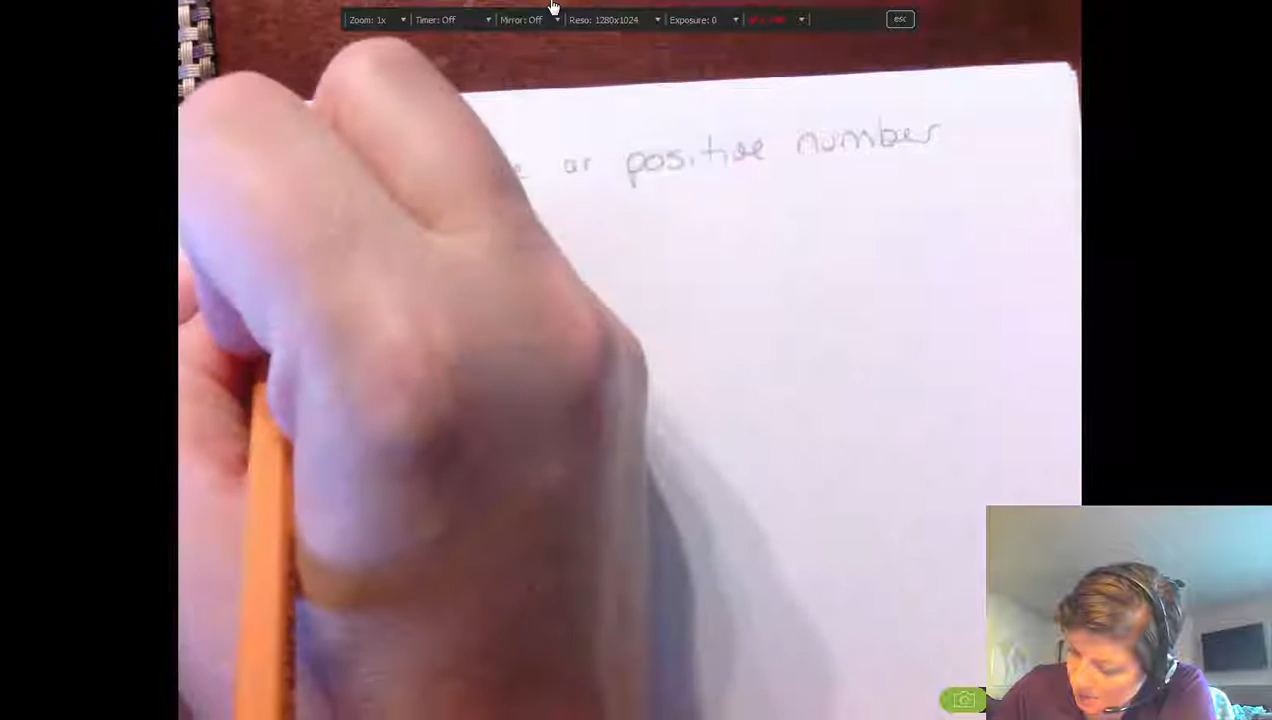 Zoom: 1x Timer: Off Mirror: Off Reso: 1280x1024 Exposure: 0 esc
or positive number